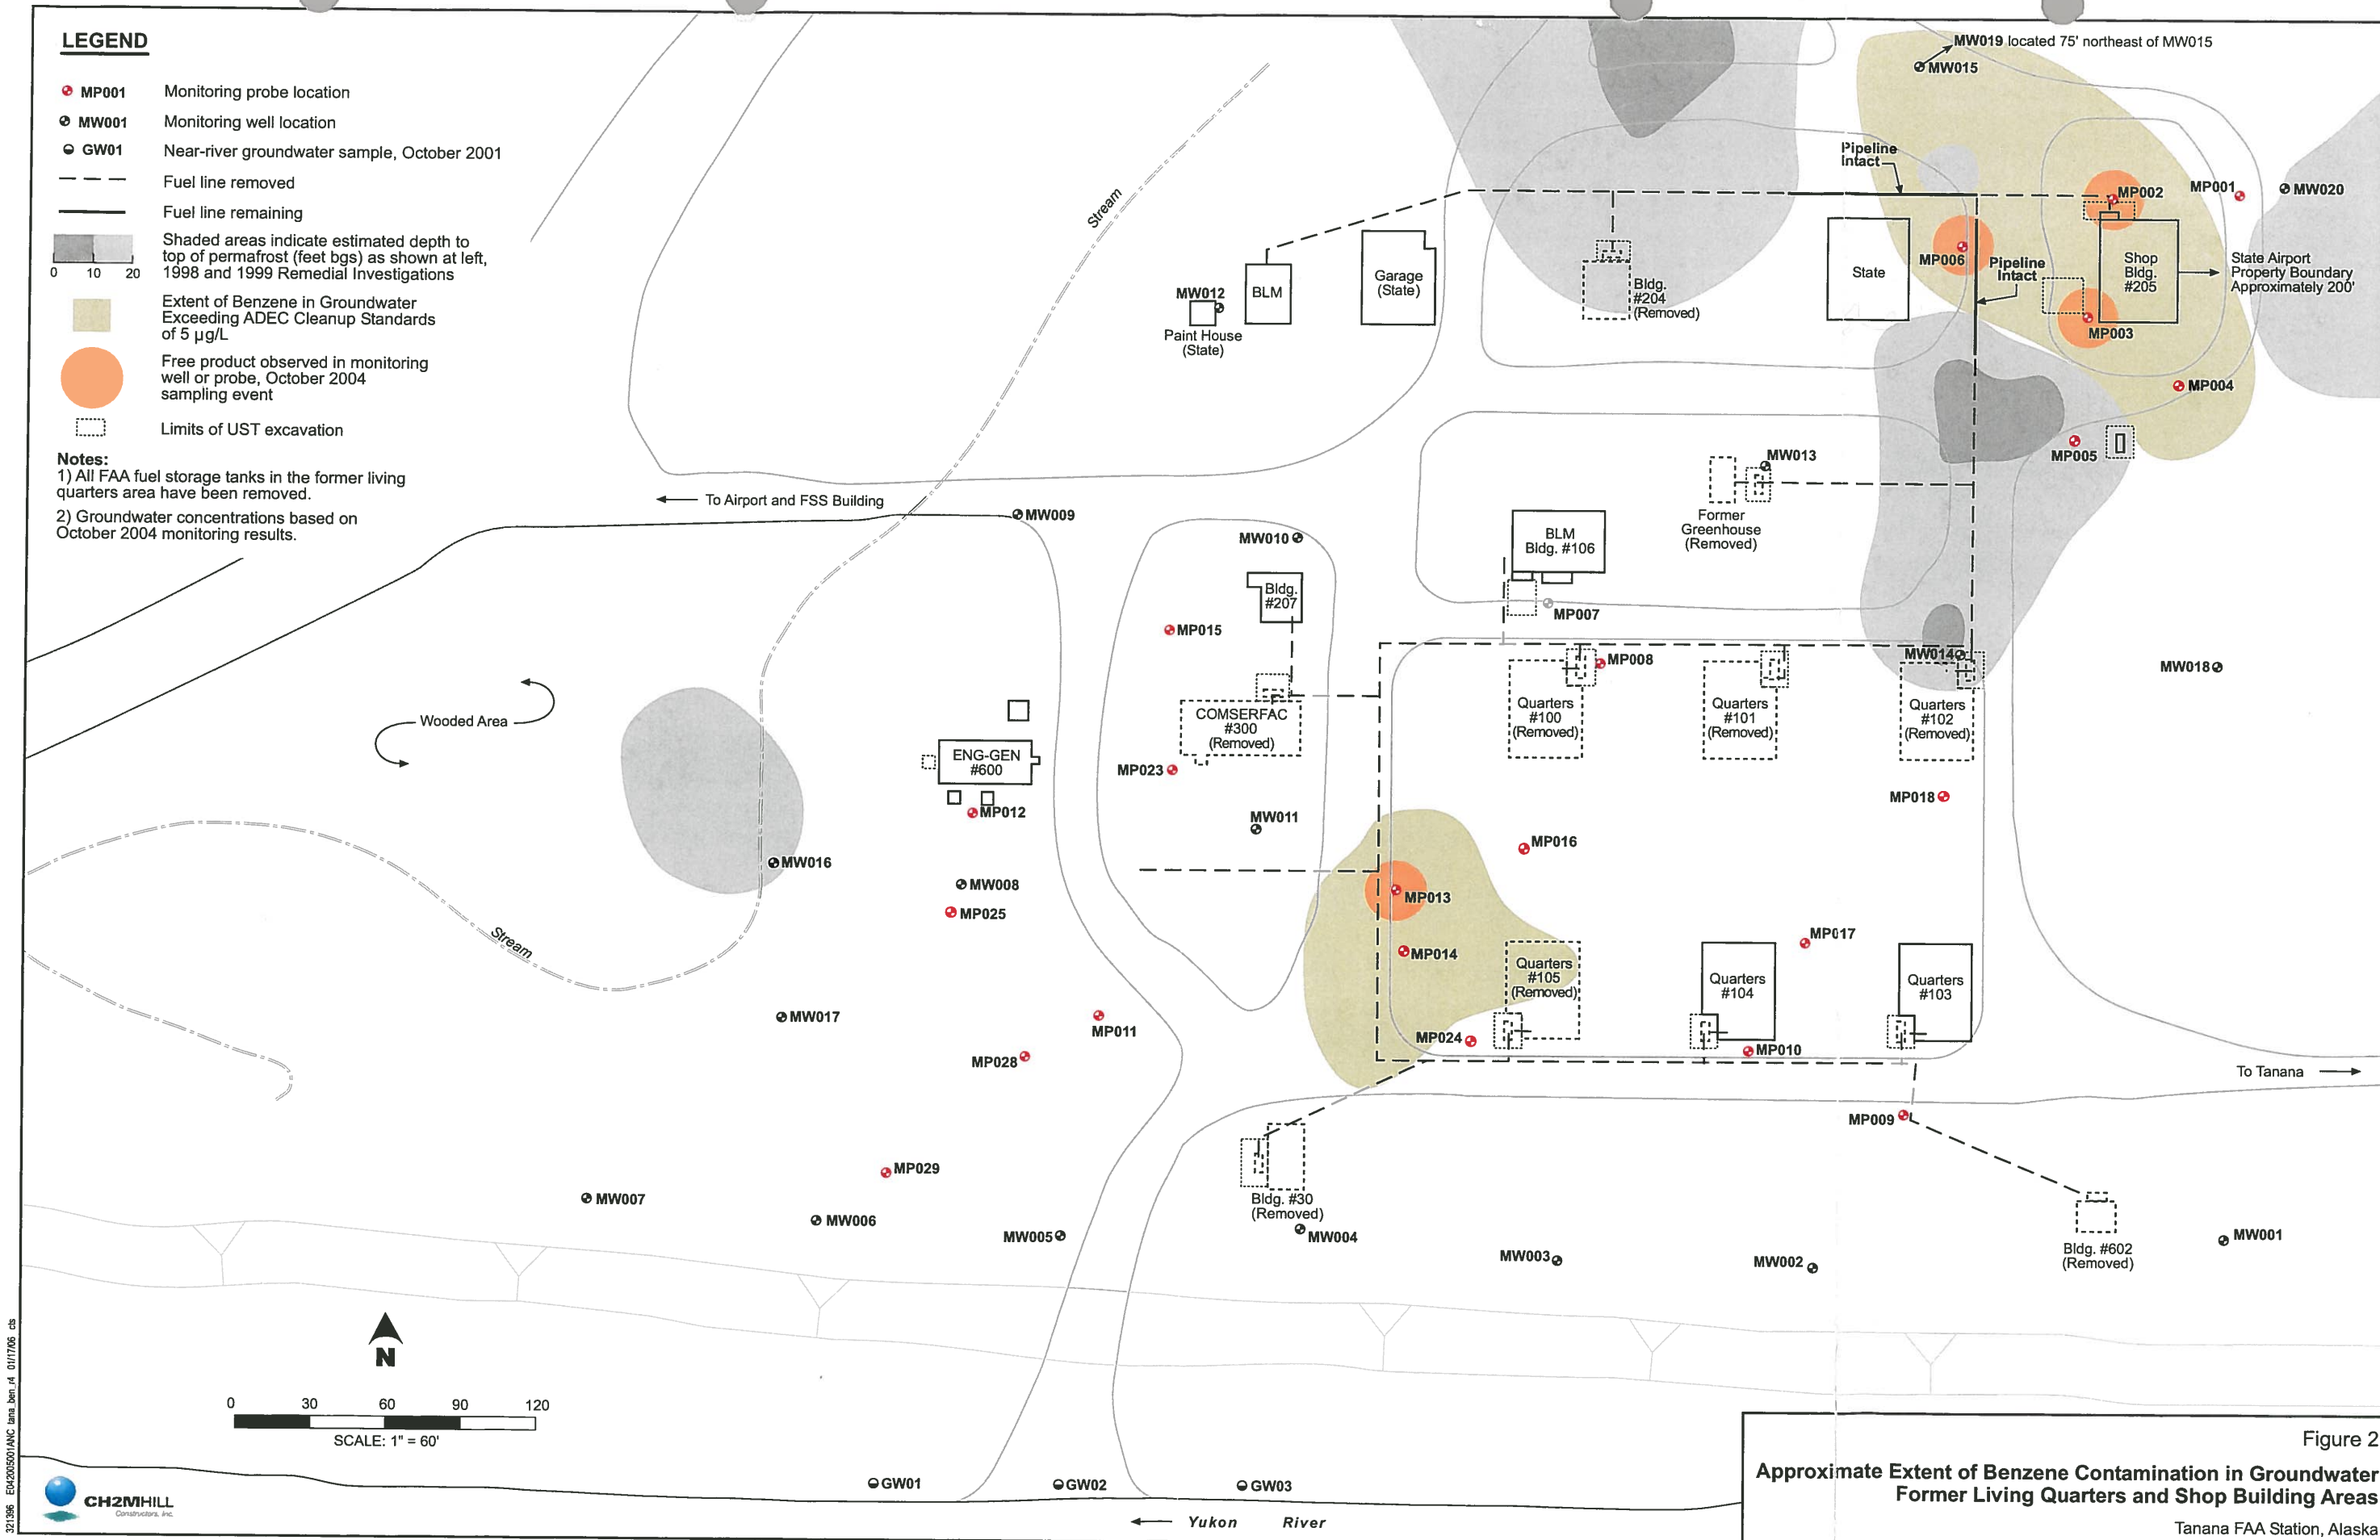 LEGEND
MP001 Monitoring probe location
MW001 Monitoring well location
GW01 Near-river groundwater sample, October 2001
Fuel line removed
Fuel line remaining
Shaded areas indicate estimated depth to
top of permafrost (feet bgs) as shown at left,
1998 and 1999 Remedial Investigations
0 10 20
Extent of Benzene in Groundwater
Exceeding ADEC Cleanup Standards
of 5 µg/L
Free product observed in monitoring
well or probe, October 2004
sampling event
Limits of UST excavation
Notes:
1) All FAA fuel storage tanks in the former living
quarters area have been removed.
2) Groundwater concentrations based on
October 2004 monitoring results.
MW019 located 75' northeast of MW015
MW015
Stream
Pipeline
Intact
MP002
MP001
MW020
MP006
Pipeline
Intact
State
Shop
Bldg.
#205
State Airport
Property Boundary
Approximately 200'
MP003
MP004
MP005
MW012
Paint House
(State)
BLM
Garage
(State)
Bldg.
#204
(Removed)
MW013
Former
Greenhouse
(Removed)
To Airport and FSS Building
MW009
MW010
BLM
Bldg. #106
Bldg.
#207
MP007
MP015
MP008
MW014
MW018
Wooded Area
COMSERFAC
#300
(Removed)
Quarters
#100
(Removed)
Quarters
#101
(Removed)
Quarters
#102
(Removed)
ENG-GEN
#600
MP023
MP018
MP012
MW011
MP016
MW016
MW008
MP013
MP025
MP017
Stream
MP014
Quarters
#105
(Removed)
Quarters
#104
Quarters
#103
MW017
MP011
MP024
MP010
MP028
To Tanana
MP009
MP029
MW007
MW006
MW005
Bldg. #30
(Removed)
MW004
MW003
MW002
Bldg. #602
(Removed)
MW001
N
0 30 60 90 120
SCALE: 1" = 60'
GW01
GW02
GW03
Yukon River
CH2MHILL
Constructors, Inc.
321396 E042005001ANC tana_ben_r4 01/17/06 cts
Figure 2
Approximate Extent of Benzene Contamination in Groundwater
Former Living Quarters and Shop Building Areas
Tanana FAA Station, Alaska